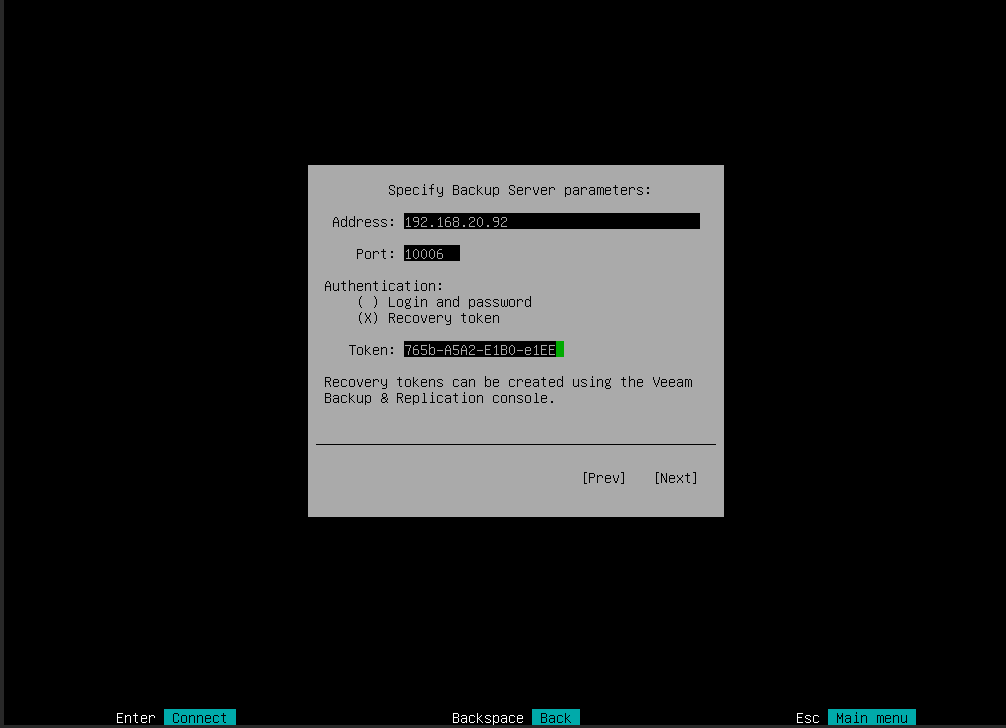 Specify Backup Server parameters:
Address: 192.168.20.92
Port: 10006
Authentication:
( ) Login and password
(X) Recovery token
Token: 765b-A5A2-E1B0-e1EE
Recovery tokens can be created using the Veeam
Backup & Replication console.
[Prev] [Next]
Enter Connect Backspace Back Esc Main menu